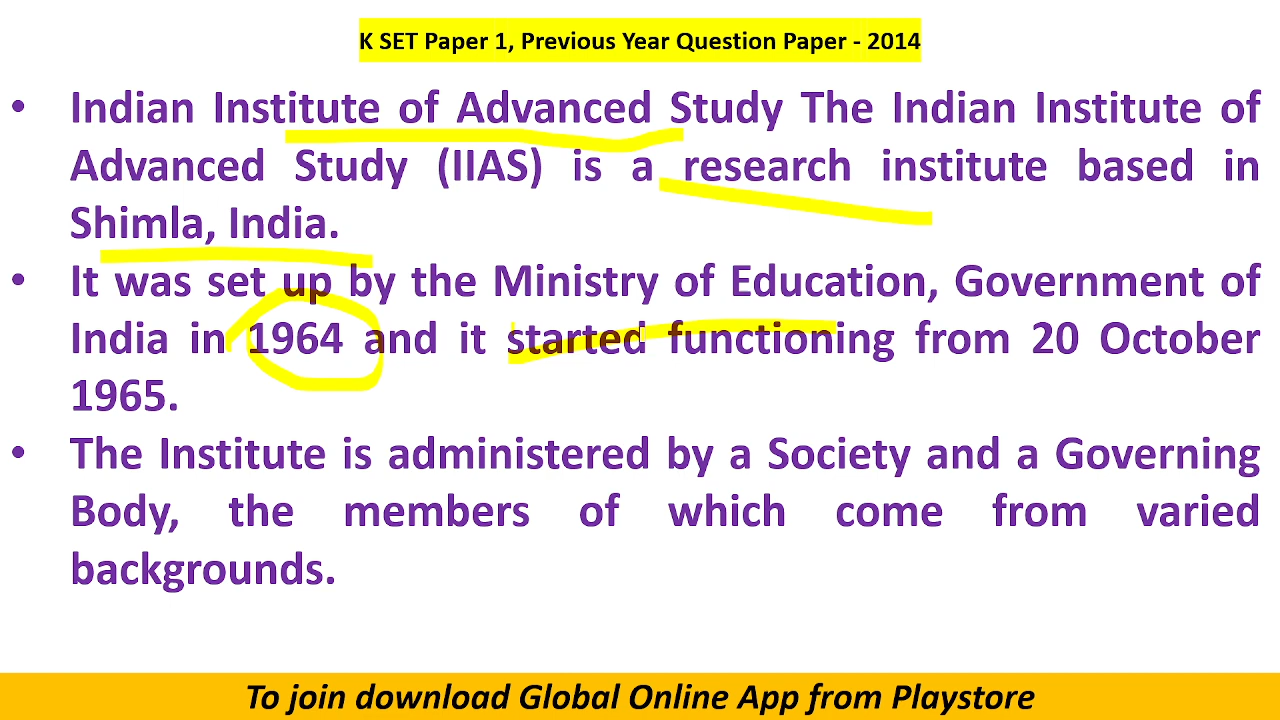 K SET Paper 1, Previous Year Question Paper - 2014
• Indian Institute of Advanced Study The Indian Institute of
Advanced Study (IIAS) is a research institute based in
Shimla, India.
• It was set up by the Ministry of Education, Government of
India in 1964 and it started functioning from 20 October
1965.
• The Institute is administered by a Society and a Governing
Body, the members of which come from varied
backgrounds.
To join download Global Online App from Playstore